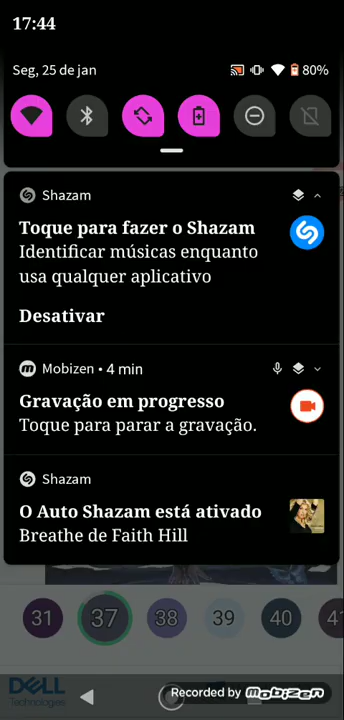 17:44
Seg, 25 de jan
80%
Shazam
Toque para fazer o Shazam
Identificar músicas enquanto
usa qualquer aplicativo
Desativar
Mobizen • 4 min
Gravação em progresso
Toque para parar a gravação.
Shazam
O Auto Shazam está ativado
Breathe de Faith Hill
31 37 38 39 40
DELL
Technologies
Recorded by mobizen